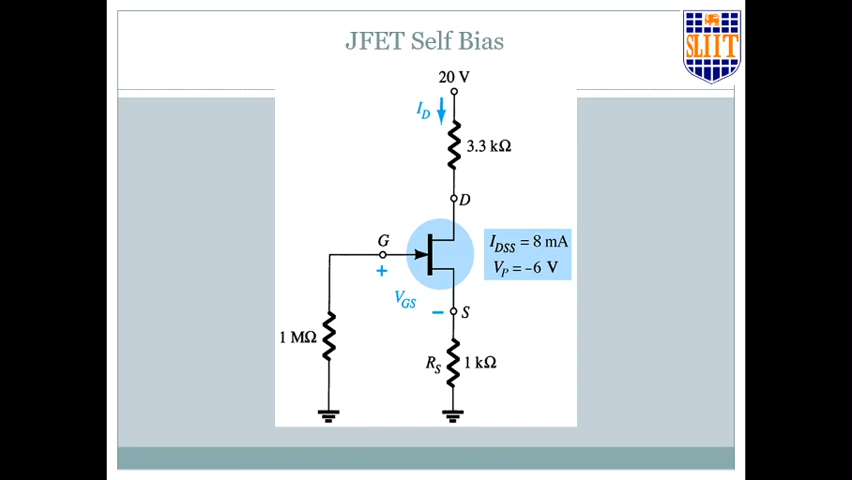 JFET Self Bias
SLIIT
20 V
I_D
3.3 kΩ
D
G
I_DSS = 8 mA
V_P = –6 V
+
V_GS
– S
1 MΩ
R_S 1 kΩ